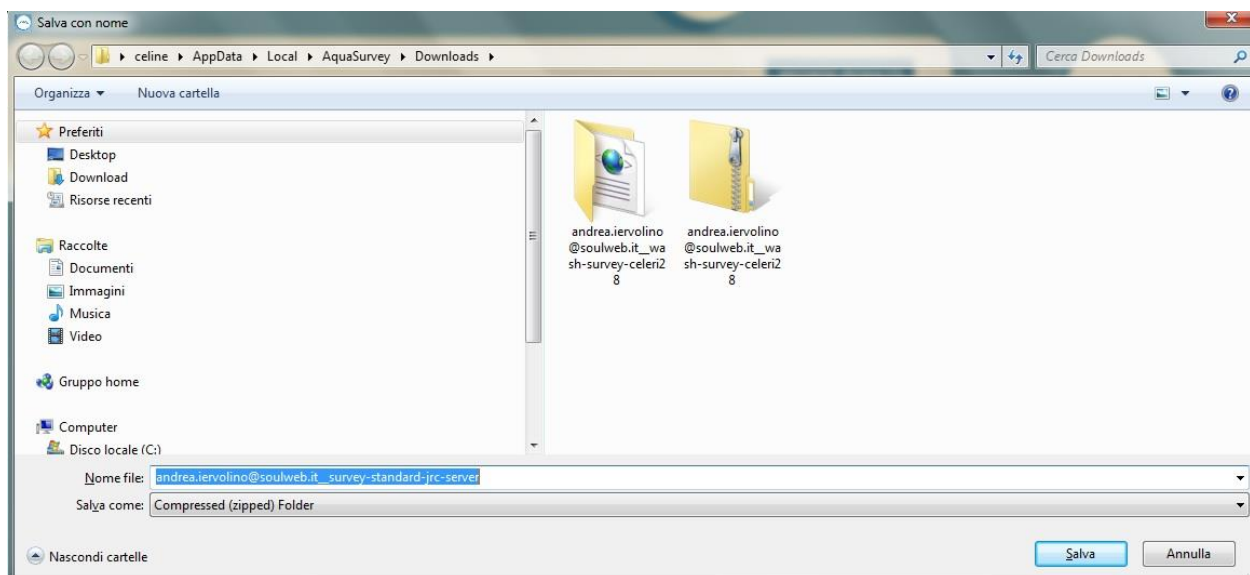 Salva con nome
celine ▸ AppData ▸ Local ▸ AquaSurvey ▸ Downloads ▸
Cerca Downloads
Organizza
Nuova cartella
Preferiti
Desktop
Download
Risorse recenti
Raccolte
Documenti
Immagini
Musica
Video
Gruppo home
Computer
Disco locale (C:)
andrea.iervolino
@soulweb.it__wa
sh-survey-celeri2
8
andrea.iervolino
@soulweb.it__wa
sh-survey-celeri2
8
Nome file: andrea.iervolino@soulweb.it__survey-standard-jrc-server
Salva come: Compressed (zipped) Folder
Nascondi cartelle
Salva
Annulla